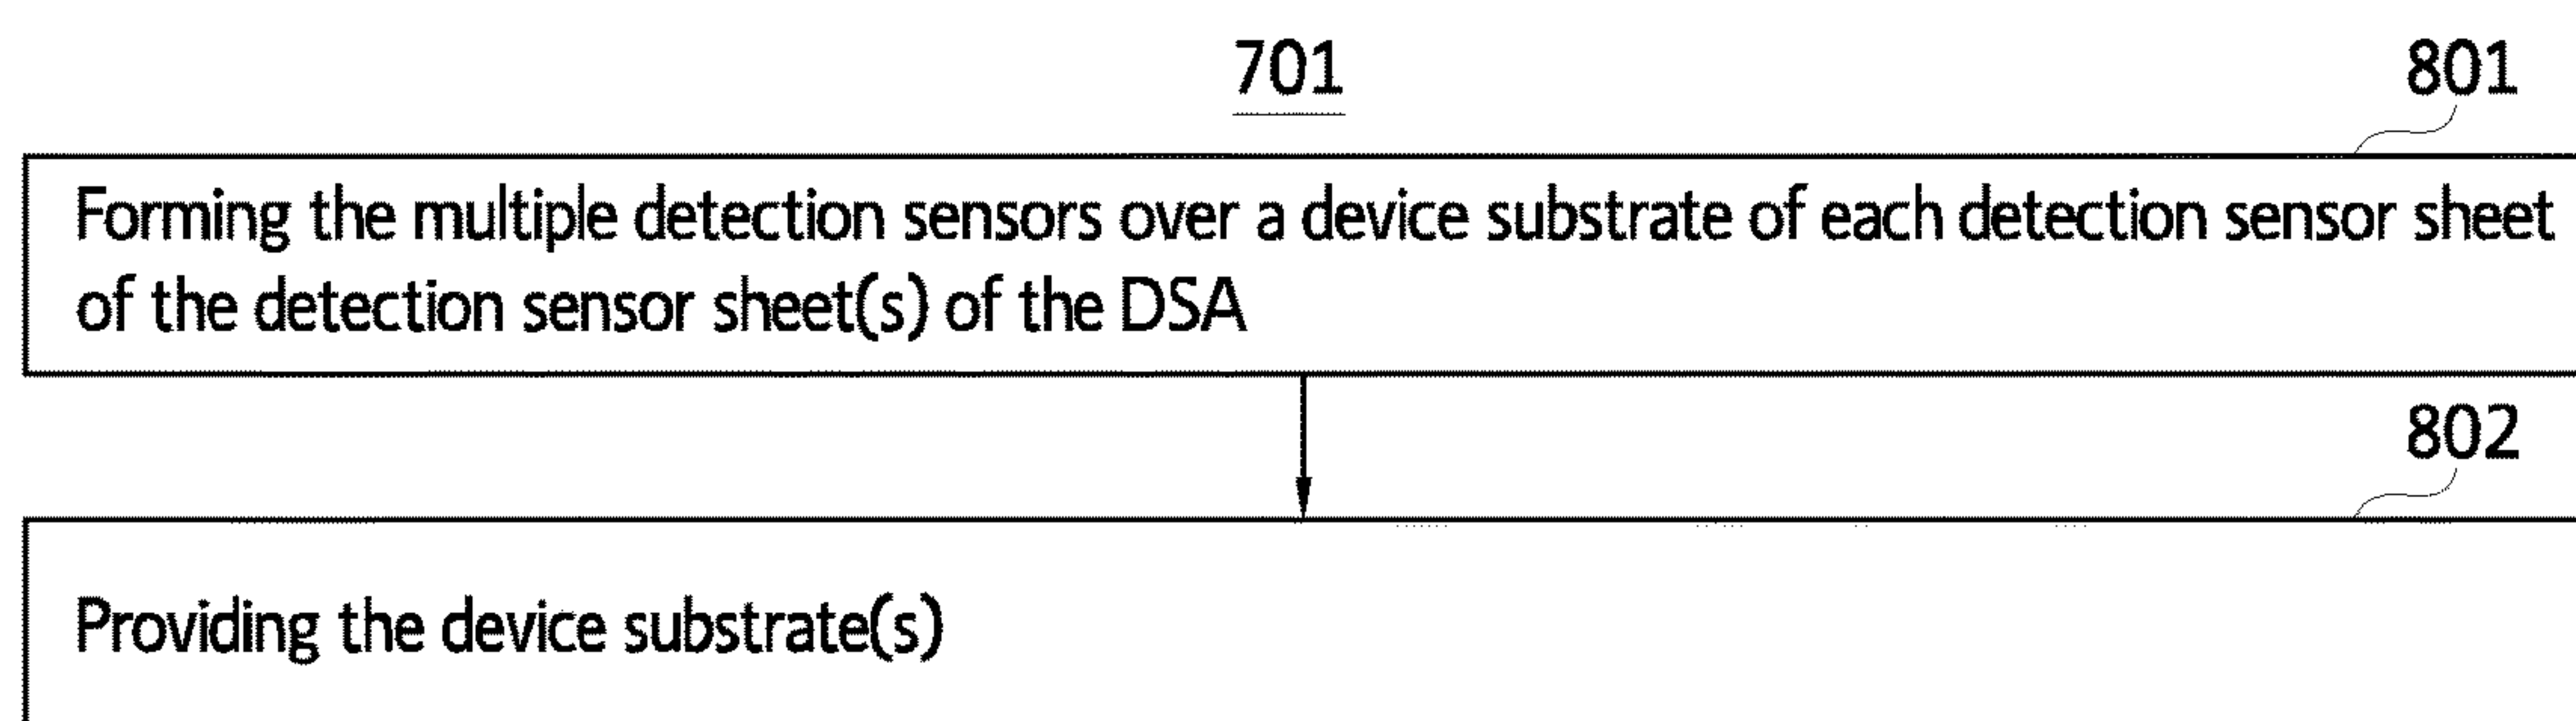 701
801
Forming the multiple detection sensors over a device substrate of each detection sensor sheet
of the detection sensor sheet(s) of the DSA
802
Providing the device substrate(s)